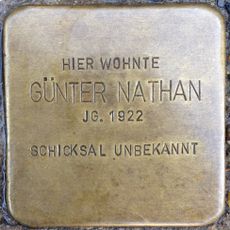 HIER WOHNTE
GÜNTER NATHAN
JG. 1922
SCHICKSAL UNBEKANNT